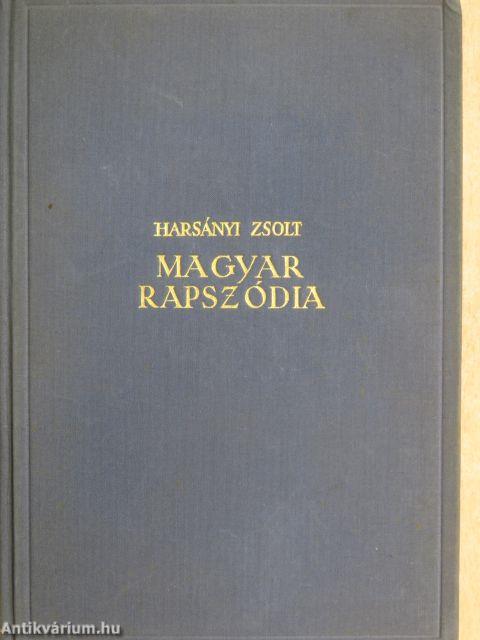 HARSÁNYI ZSOLT
MAGYAR
RAPSZÓDIA
Antikvárium.hu